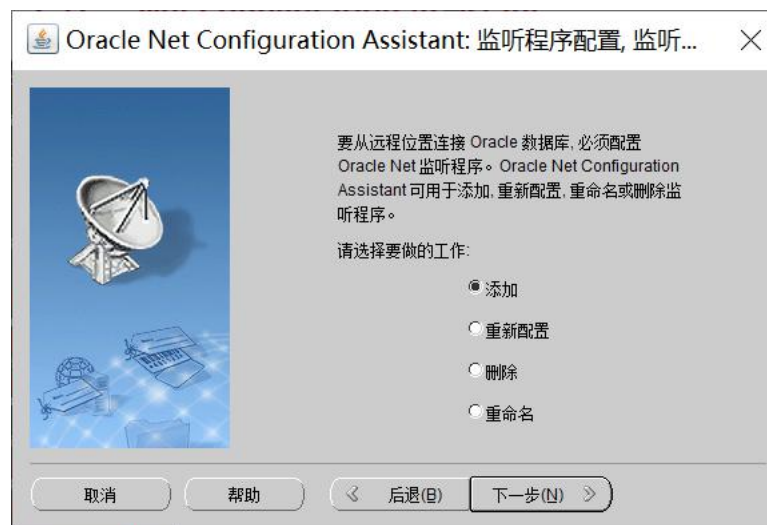 Oracle Net Configuration Assistant: 监听程序配置, 监听...
要从远程位置连接 Oracle 数据库, 必须配置
Oracle Net 监听程序。Oracle Net Configuration
Assistant 可用于添加, 重新配置, 重命名或删除监
听程序。
请选择要做的工作:
添加
重新配置
删除
重命名
取消
帮助
后退(B)
下一步(N)